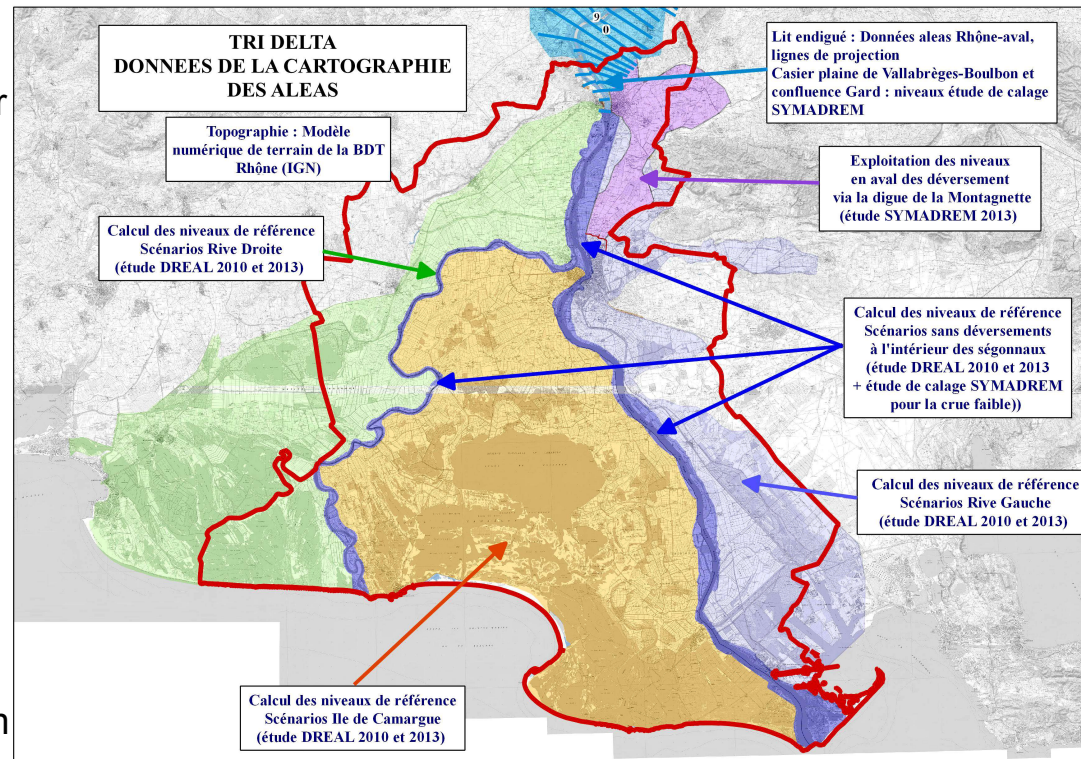 TRI DELTA
DONNEES DE LA CARTOGRAPHIE
DES ALEAS
Topographie : Modèle
numérique de terrain de la BDT
Rhône (IGN)
Calcul des niveaux de référence
Scénarios Rive Droite
(étude DREAL 2010 et 2013)
9
0
Lit endigué : Données aleas Rhône-aval,
lignes de projection
Casier plaine de Vallabrèges-Boulbon et
confluence Gard : niveaux étude de calage
SYMADREM
Exploitation des niveaux
en aval des déversement
via la digue de la Montagnette
(étude SYMADREM 2013)
Calcul des niveaux de référence
Scénarios sans déversements
à l'intérieur des ségonnaux
(étude DREAL 2010 et 2013
+ étude de calage SYMADREM
pour la crue faible))
Calcul des niveaux de référence
Scénarios Rive Gauche
(étude DREAL 2010 et 2013)
Calcul des niveaux de référence
Scénarios Ile de Camargue
(étude DREAL 2010 et 2013)
r
n